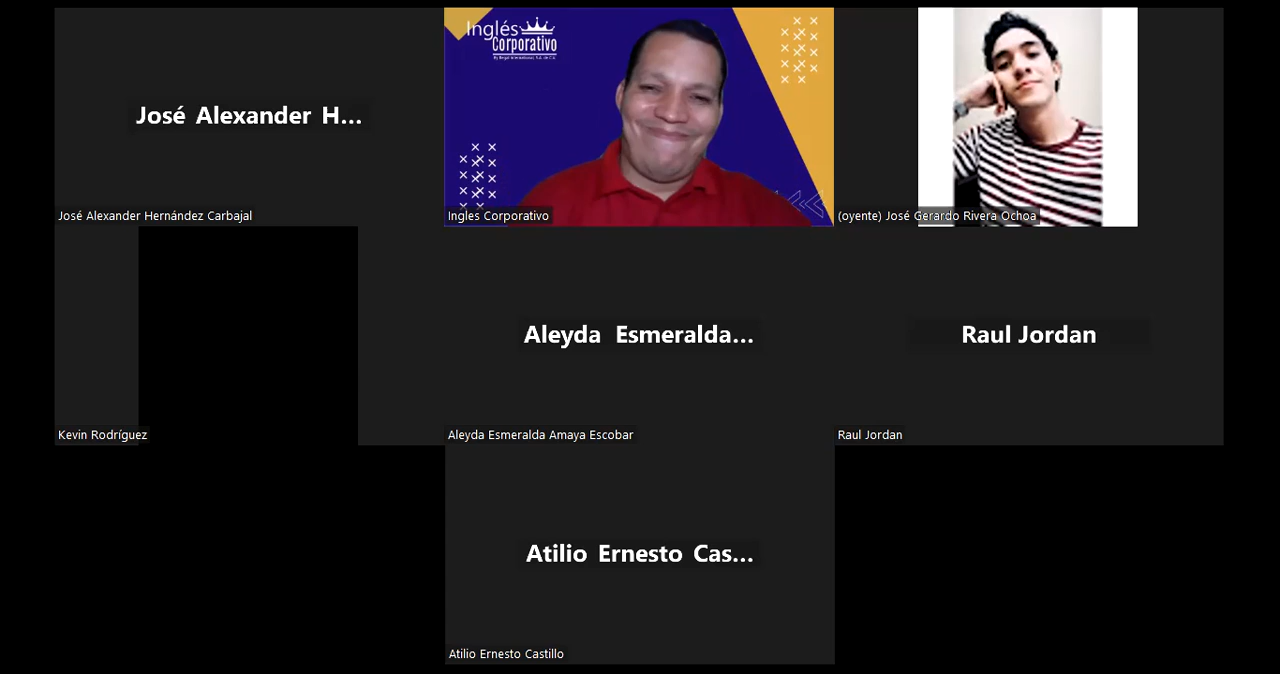 José Alexander H...
José Alexander Hernández Carbajal
Inglés
Corporativo
Ingles Corporativo
(oyente) José Gerardo Rivera Ochoa
Kevin Rodríguez
Aleyda Esmeralda...
Aleyda Esmeralda Amaya Escobar
Raul Jordan
Raul Jordan
Atilio Ernesto Cas...
Atilio Ernesto Castillo